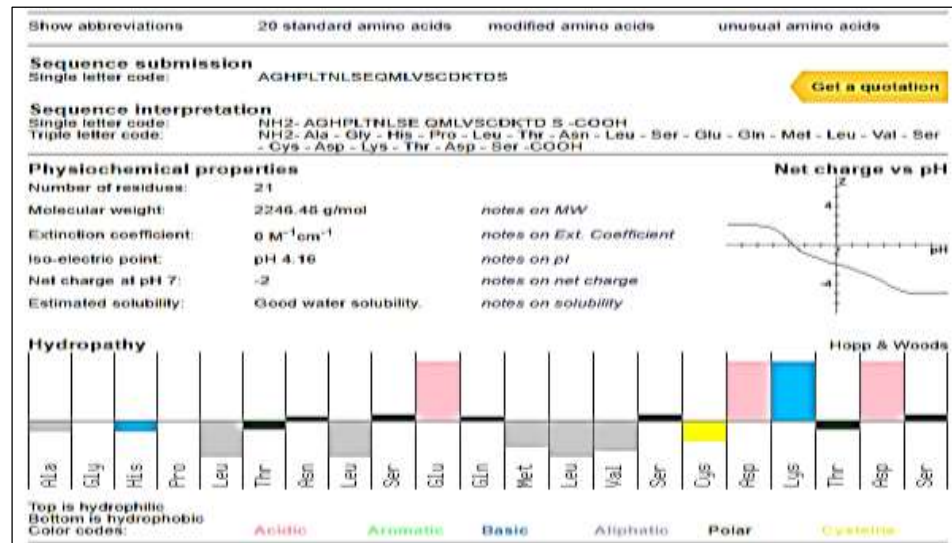 Show abbreviations 20 standard amino acids modified amino acids unusual amino acids
Sequence submission
Single letter code: AGHPLTNLSEQMLVSCDKTDS
Get a quotation
Sequence interpretation
Single letter code: NH2- AGHPLTNLSE QMLVSCDKTD S -COOH
Triple letter code: NH2- Ala - Gly - His - Pro - Leu - Thr - Asn - Leu - Ser - Glu - Gln - Met - Leu - Val - Ser
- Cys - Asp - Lys - Thr - Asp - Ser -COOH
Physiochemical properties Net charge vs pH
Number of residues: 21
Molecular weight: 2246.48 g/mol notes on MW
Extinction coefficient: 0 M⁻¹cm⁻¹ notes on Ext. Coefficient
Iso-electric point: pH 4.16 notes on pI
Net charge at pH 7: -2 notes on net charge
Estimated solubility: Good water solubility. notes on solubility
Z
4
pH
-4
Hydropathy Hopp & Woods
Ala Gly His Pro Leu Thr Asn Leu Ser Glu Gln Met Leu Val Ser Cys Asp Lys Thr Asp Ser
Top is hydrophilic
Bottom is hydrophobic
Color codes: Acidic Aromatic Basic Aliphatic Polar Cysteine